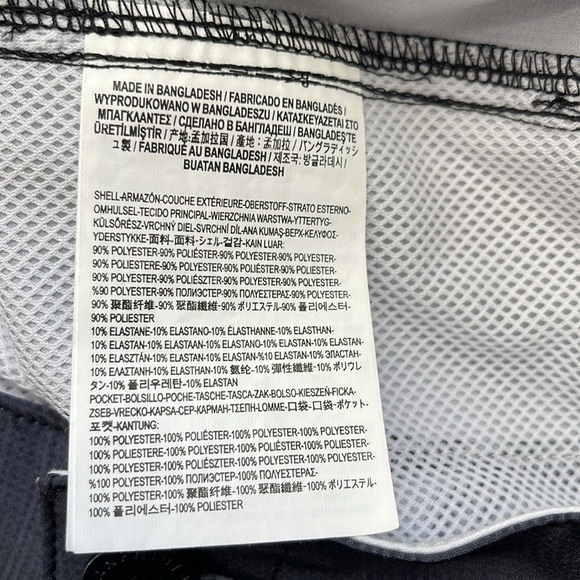 MADE IN BANGLADESH / FABRICADO EN BANGLADÉS /
WYPRODUKOWANO W BANGLADESZU / ΚΑΤΑΣΚΕΥΑΖΕΤΑΙ ΣΤΟ
ΜΠΑΓΚΛΑΝΤΕΣ / СДЕЛАНО В БАНГЛАДЕШ / BANGLADEŞ'TE
ÜRETİLMİŞTİR / 产地:孟加拉国 / 產地：孟加拉 / バングラディッシ
ュ製 / FABRIQUÉ AU BANGLADESH / 제조국: 방글라데시 /
BUATAN BANGLADESH
SHELL-ARMAZÓN-COUCHE EXTÉRIEURE-OBERSTOFF-STRATO ESTERNO-
OMHULSEL-TECIDO PRINCIPAL-WIERZCHNIA WARSTWA-YTTERTYG-
KÜLSŐRÉSZ-VRCHNÝ DIEL-SVRCHNÍ DÍLANA KUMAŞ-ВЕРХ-ΚΕΛΥΦΟΣ-
YDERSTYKKE-面料-面料-シェル-겉감-KAIN LUAR:
90% POLYESTER-90% POLIÉSTER-90% POLYESTER-90% POLYESTER-
90% POLIESTERE-90% POLYESTER-90% POLIÉSTER-90% POLIESTER-
90% POLYESTER-90% POLIÉSZTER-90% POLYESTER-90% POLYESTER-
%90 POLYESTER-90% ПОЛИЭСТЕР-90% ΠΟΛΥΕΣΤΕΡΑΣ-90% POLYESTER-
90% 聚酯纤维-90% 聚酯纖維-90% ポリエステル-90% 폴리에스터-
90% POLIESTER
10% ELASTANE-10% ELASTANO-10% ÉLASTHANNE-10% ELASTHAN-
10% ELASTAN-10% ELASTAAN-10% ELASTANO-10% ELASTAN-10% ELASTAN-
10% ELASZTÁN-10% ELASTAN-10% ELASTAN-%10 ELASTAN-10% ЭЛАСТАН-
10% ΕΛΑΣΤΑΝΗ-10% ELASTHAN-10% 氨纶-10% 彈性纖維-10% ポリウレ
タン-10% 폴리우레탄-10% ELASTAN
POCKET-BOLSILLO-POCHE-TASCHE-TASCA-ZAK-BOLSO-KIESZEŃ-FICKA-
ZSEB-VRECKO-KAPSA-CEP-КАРМАН-ΤΣΕΠΗ-LOMME-口袋-口袋-ポケット-
포켓-KANTUNG:
100% POLYESTER-100% POLIÉSTER-100% POLYESTER-100% POLYESTER-
100% POLIESTERE-100% POLYESTER-100% POLIÉSTER-100% POLIESTER-
100% POLYESTER-100% POLIÉSZTER-100% POLYESTER-100% POLYESTER-
%100 POLYESTER-100% ПОЛИЭСТЕР-100% ΠΟΛΥΕΣΤΕΡΑΣ-
100% POLYESTER-100% 聚酯纤维-100% 聚酯纖維-100% ポリエステル-
100% 폴리에스터-100% POLIESTER